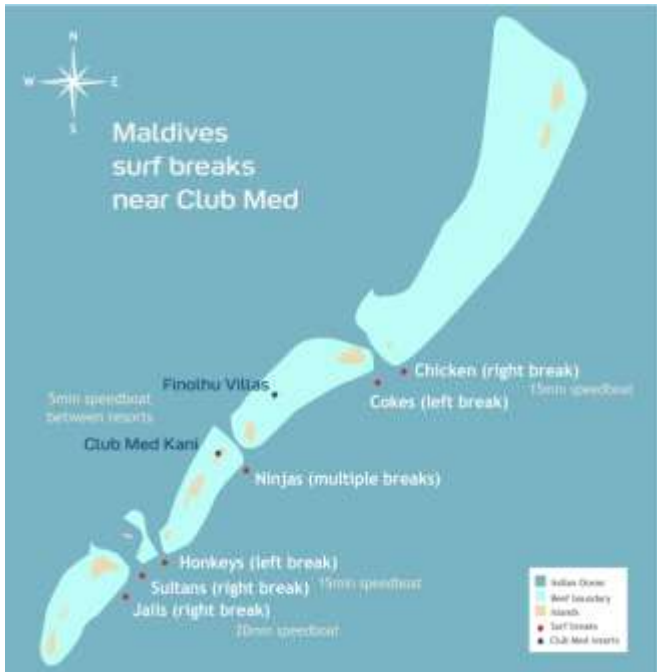 N
W E
S
Maldives
surf breaks
near Club Med
Finolhu Villas
Chicken (right break)
15min speedboat
Cokes (left break)
5min speedboat
between resorts
Club Med Kani
Ninjas (multiple breaks)
Honkeys (left break)
Sultans (right break) 15min speedboat
Jails (right break)
20min speedboat
Indian Ocean
Reef boundary
Islands
Surf breaks
Club Med resorts